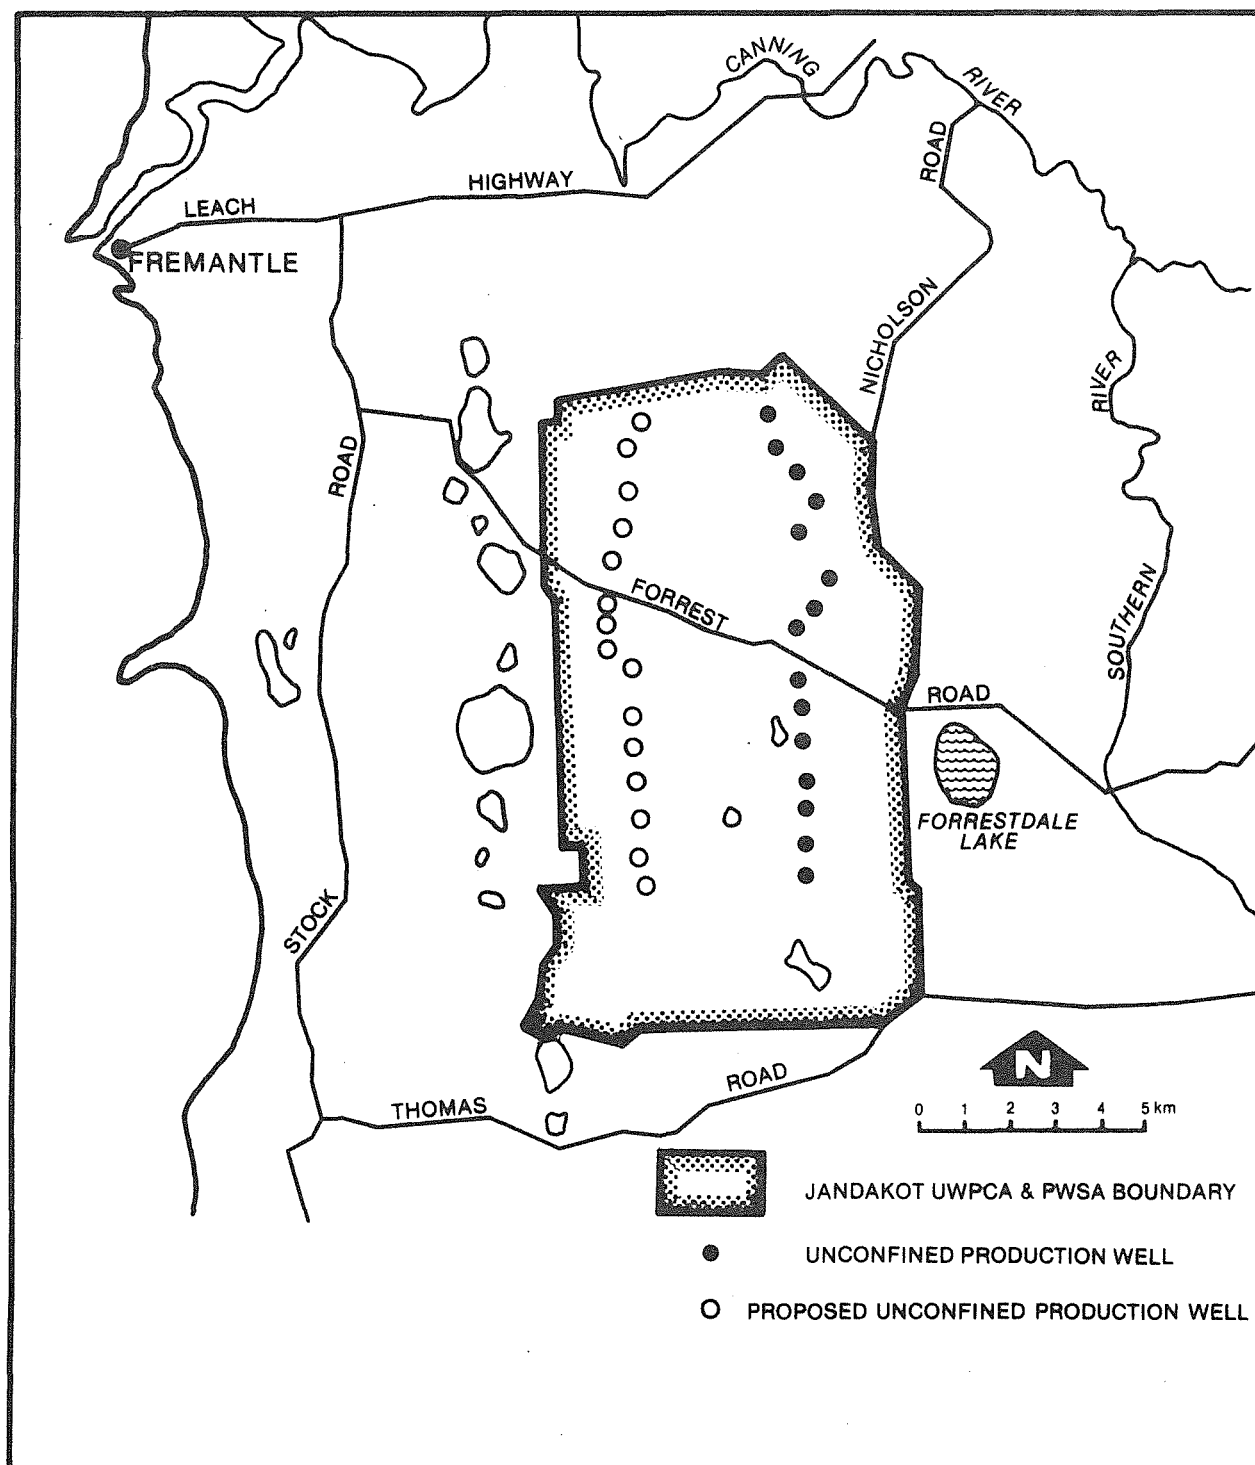 CANNING
RIVER
ROAD
HIGHWAY
LEACH
FREMANTLE
NICHOLSON
RIVER
ROAD
FORREST
SOUTHERN
ROAD
FORRESTDALE
LAKE
STOCK
N
ROAD
THOMAS
0 1 2 3 4 5 km
JANDAKOT UWPCA & PWSA BOUNDARY
UNCONFINED PRODUCTION WELL
PROPOSED UNCONFINED PRODUCTION WELL